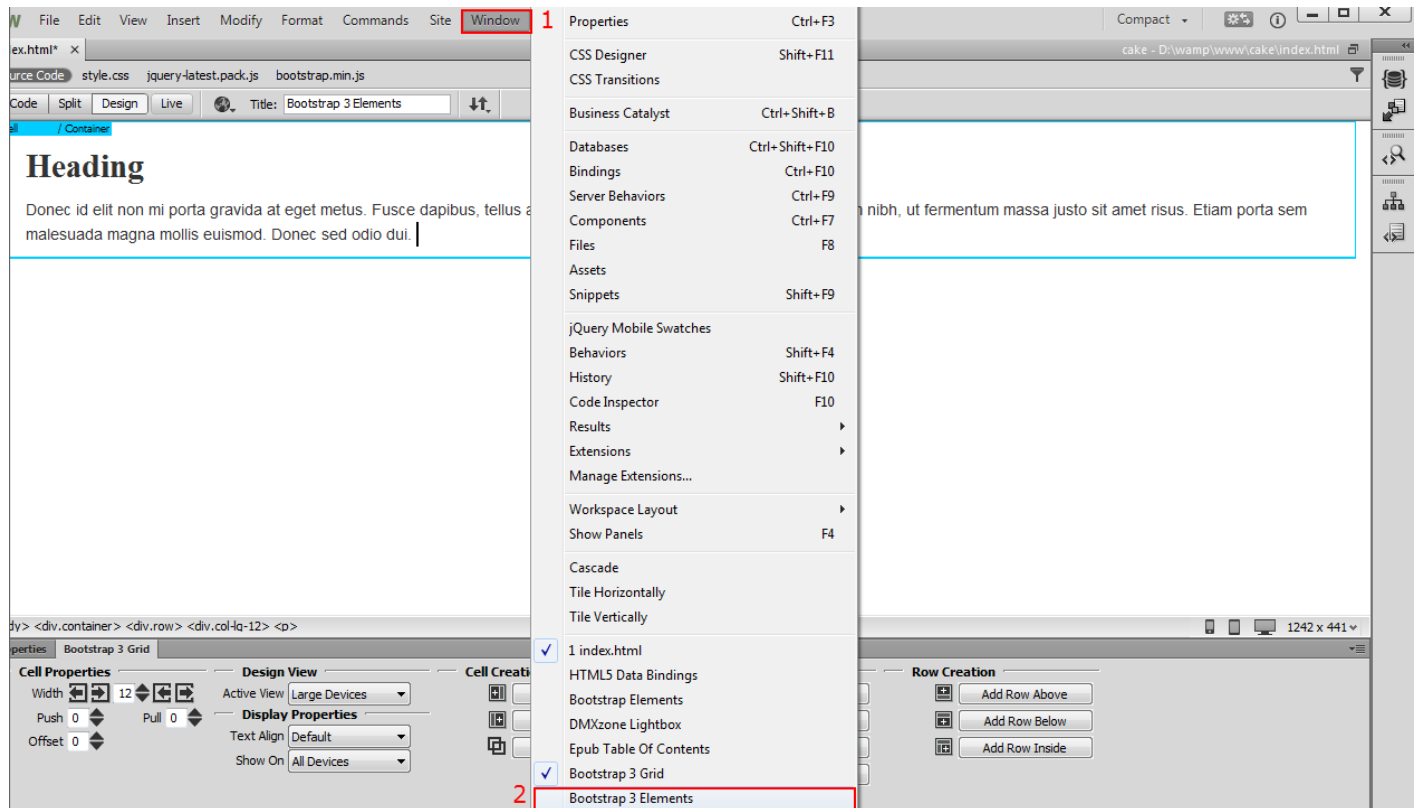 W File Edit View Insert Modify Format Commands Site Window 1 Compact
ex.html* ×
cake - D:\wamp\www\cake\index.html
urce Code style.css jquery-latest.pack.js bootstrap.min.js
Code Split Design Live Title: Bootstrap 3 Elements
ell / Container
Heading
Donec id elit non mi porta gravida at eget metus. Fusce dapibus, tellus a
nibh, ut fermentum massa justo sit amet risus. Etiam porta sem
malesuada magna mollis euismod. Donec sed odio dui.
Properties Ctrl+F3
CSS Designer Shift+F11
CSS Transitions
Business Catalyst Ctrl+Shift+B
Databases Ctrl+Shift+F10
Bindings Ctrl+F10
Server Behaviors Ctrl+F9
Components Ctrl+F7
Files F8
Assets
Snippets Shift+F9
jQuery Mobile Swatches
Behaviors Shift+F4
History Shift+F10
Code Inspector F10
Results
Extensions
Manage Extensions...
Workspace Layout
Show Panels F4
Cascade
Tile Horizontally
Tile Vertically
1 index.html
HTML5 Data Bindings
Bootstrap Elements
DMXzone Lightbox
Epub Table Of Contents
Bootstrap 3 Grid
2 Bootstrap 3 Elements
dy> <div.container> <div.row> <div.col-lg-12> <p>
1242 x 441
perties Bootstrap 3 Grid
Cell Properties Design View Cell Creati Row Creation
Width 12 Active View Large Devices Add Row Above
Push 0 Pull 0 Display Properties Add Row Below
Offset 0 Text Align Default Add Row Inside
Show On All Devices